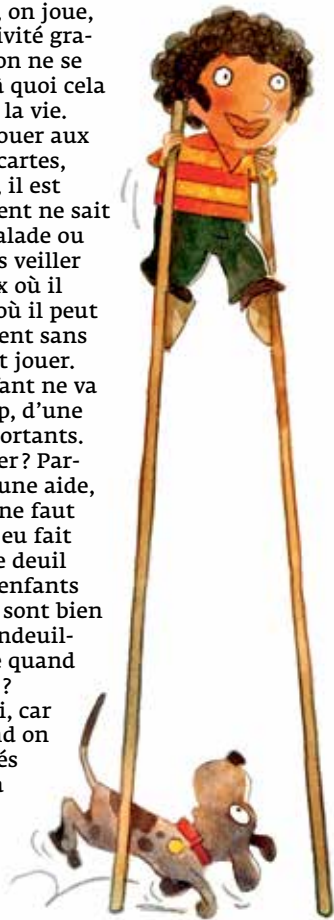 , on joue,
ivité gra-
on ne se
à quoi cela
la vie.
ouer aux
cartes,
, il est
ent ne sait
alade ou
s veiller
x où il
où il peut
ent sans
t jouer.
fant ne va
p, d’une
ortants.
er ? Par-
une aide,
ne faut
eu fait
e deuil
enfants
sont bien
ndeuil-
e quand
?
i, car
d on
és
a